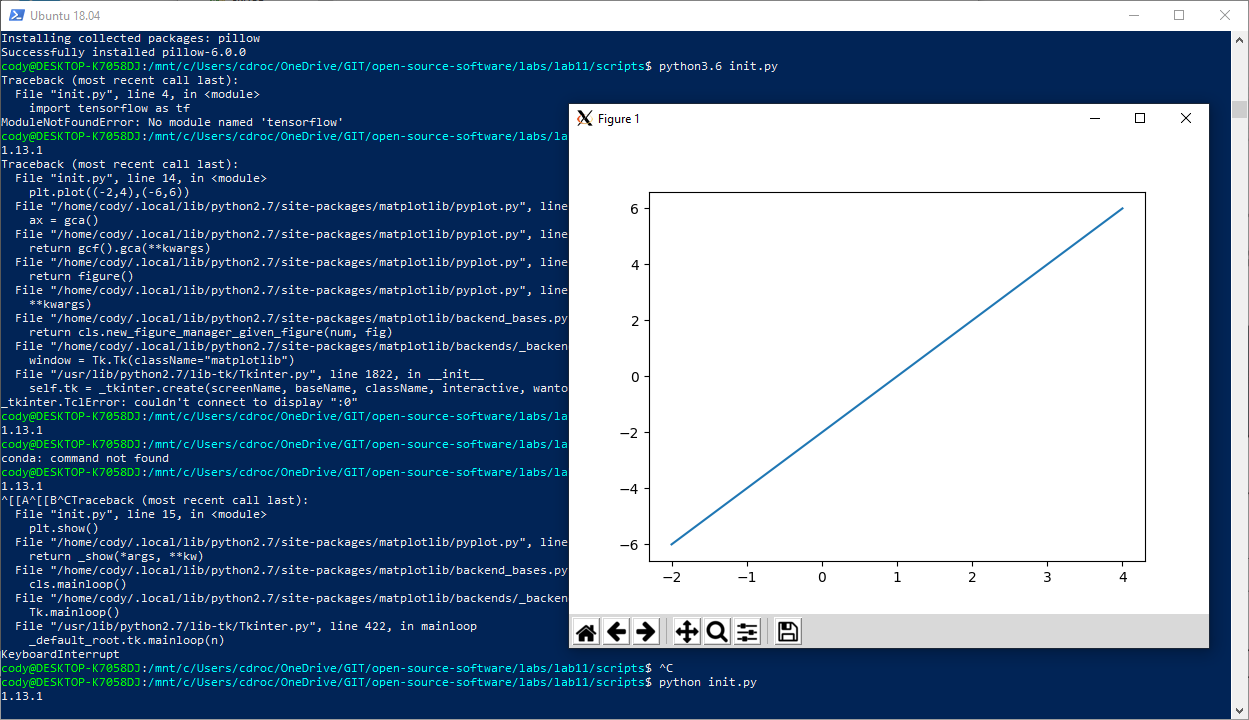 Ubuntu 18.04
Installing collected packages: pillow
Successfully installed pillow-6.0.0
cody@DESKTOP-K7058DJ:/mnt/c/Users/cdroc/OneDrive/GIT/open-source-software/labs/lab11/scripts$ python3.6 init.py
Traceback (most recent call last):
  File "init.py", line 4, in <module>
    import tensorflow as tf
ModuleNotFoundError: No module named 'tensorflow'
cody@DESKTOP-K7058DJ:/mnt/c/Users/cdroc/OneDrive/GIT/open-source-software/la
1.13.1
Traceback (most recent call last):
  File "init.py", line 14, in <module>
    plt.plot((-2,4),(-6,6))
  File "/home/cody/.local/lib/python2.7/site-packages/matplotlib/pyplot.py", line
    ax = gca()
  File "/home/cody/.local/lib/python2.7/site-packages/matplotlib/pyplot.py", line
    return gcf().gca(**kwargs)
  File "/home/cody/.local/lib/python2.7/site-packages/matplotlib/pyplot.py", line
    return figure()
  File "/home/cody/.local/lib/python2.7/site-packages/matplotlib/pyplot.py", line
    **kwargs)
  File "/home/cody/.local/lib/python2.7/site-packages/matplotlib/backend_bases.py
    return cls.new_figure_manager_given_figure(num, fig)
  File "/home/cody/.local/lib/python2.7/site-packages/matplotlib/backends/_backen
    window = Tk.Tk(className="matplotlib")
  File "/usr/lib/python2.7/lib-tk/Tkinter.py", line 1822, in __init__
    self.tk = _tkinter.create(screenName, baseName, className, interactive, wanto
_tkinter.TclError: couldn't connect to display ":0"
cody@DESKTOP-K7058DJ:/mnt/c/Users/cdroc/OneDrive/GIT/open-source-software/la
1.13.1
cody@DESKTOP-K7058DJ:/mnt/c/Users/cdroc/OneDrive/GIT/open-source-software/la
conda: command not found
cody@DESKTOP-K7058DJ:/mnt/c/Users/cdroc/OneDrive/GIT/open-source-software/la
1.13.1
^[[A^[[B^CTraceback (most recent call last):
  File "init.py", line 15, in <module>
    plt.show()
  File "/home/cody/.local/lib/python2.7/site-packages/matplotlib/pyplot.py", line
    return _show(*args, **kw)
  File "/home/cody/.local/lib/python2.7/site-packages/matplotlib/backend_bases.py
    cls.mainloop()
  File "/home/cody/.local/lib/python2.7/site-packages/matplotlib/backends/_backen
    Tk.mainloop()
  File "/usr/lib/python2.7/lib-tk/Tkinter.py", line 422, in mainloop
    _default_root.tk.mainloop(n)
KeyboardInterrupt
cody@DESKTOP-K7058DJ:/mnt/c/Users/cdroc/OneDrive/GIT/open-source-software/labs/lab11/scripts$ ^C
cody@DESKTOP-K7058DJ:/mnt/c/Users/cdroc/OneDrive/GIT/open-source-software/labs/lab11/scripts$ python init.py
1.13.1
Figure 1
6
4
2
0
−2
−4
−6
−2 −1 0 1 2 3 4